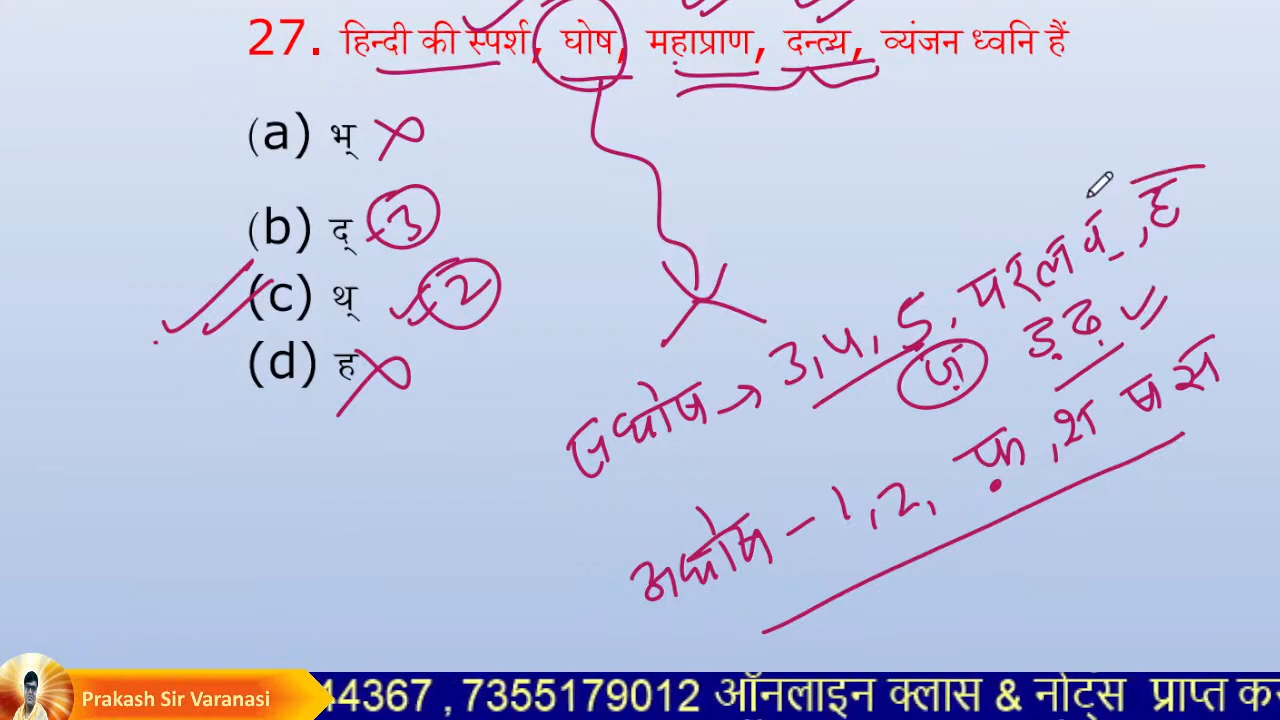 27. हिन्दी की स्पर्श, घोष, महाप्राण, दन्त्य, व्यंजन ध्वनि हैं
(a) भ्
(b) द् 3
(c) थ् 2
(d) ह
सघोष → 3, 4, 5, य र ल व, ह
ज़ ड़ ढ़
अघोष - 1, 2, फ़, श ष स
Prakash Sir Varanasi
44367 , 7355179012 ऑनलाइन क्लास & नोट्स प्राप्त क